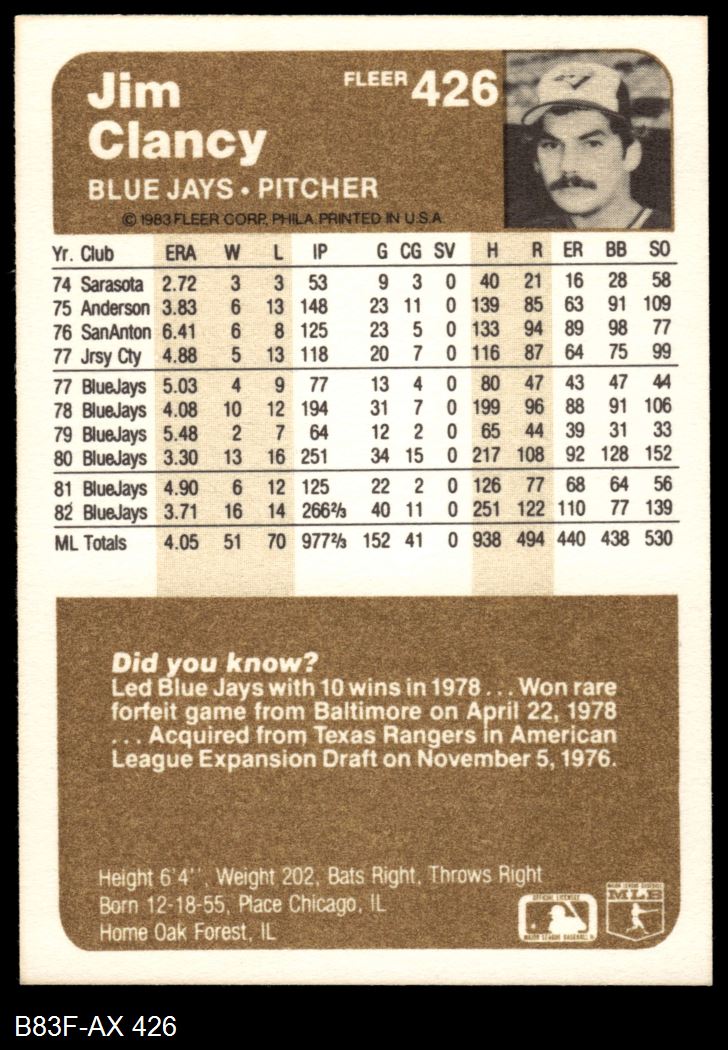 Jim
Clancy
FLEER 426
BLUE JAYS • PITCHER
© 1983 FLEER CORP. PHILA. PRINTED IN U.S.A.
Yr. Club ERA W L IP G CG SV H R ER BB SO
74 Sarasota 2.72 3 3 53 9 3 0 40 21 16 28 58
75 Anderson 3.83 6 13 148 23 11 0 139 85 63 91 109
76 SanAnton 6.41 6 8 125 23 5 0 133 94 89 98 77
77 Jrsy Cty 4.88 5 13 118 20 7 0 116 87 64 75 99
77 BlueJays 5.03 4 9 77 13 4 0 80 47 43 47 44
78 BlueJays 4.08 10 12 194 31 7 0 199 96 88 91 106
79 BlueJays 5.48 2 7 64 12 2 0 65 44 39 31 33
80 BlueJays 3.30 13 16 251 34 15 0 217 108 92 128 152
81 BlueJays 4.90 6 12 125 22 2 0 126 77 68 64 56
82 BlueJays 3.71 16 14 266⅔ 40 11 0 251 122 110 77 139
ML Totals 4.05 51 70 977⅔ 152 41 0 938 494 440 438 530
Did you know?
Led Blue Jays with 10 wins in 1978 . . . Won rare
forfeit game from Baltimore on April 22, 1978
. . . Acquired from Texas Rangers in American
League Expansion Draft on November 5, 1976.
Height 6'4'', Weight 202, Bats Right, Throws Right
Born 12-18-55, Place Chicago, IL
Home Oak Forest, IL
OFFICIAL LICENSEE
MAJOR LEAGUE BASEBALL
MAJOR LEAGUE BASEBALL
MLB
B83F-AX 426